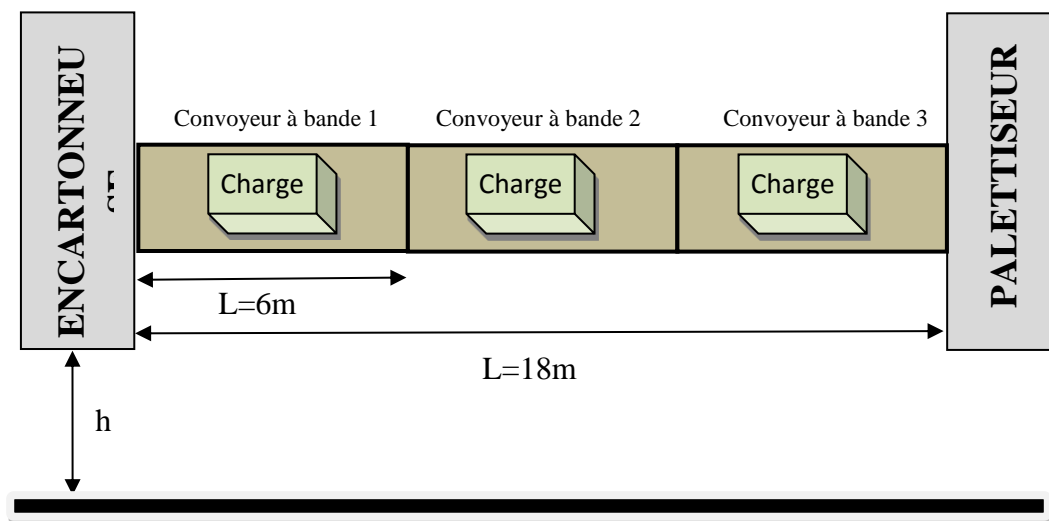 ENCARTONNEU
Convoyeur à bande 1
Convoyeur à bande 2
Convoyeur à bande 3
Charge
Charge
Charge
PALETTISEUR
L=6m
L=18m
h